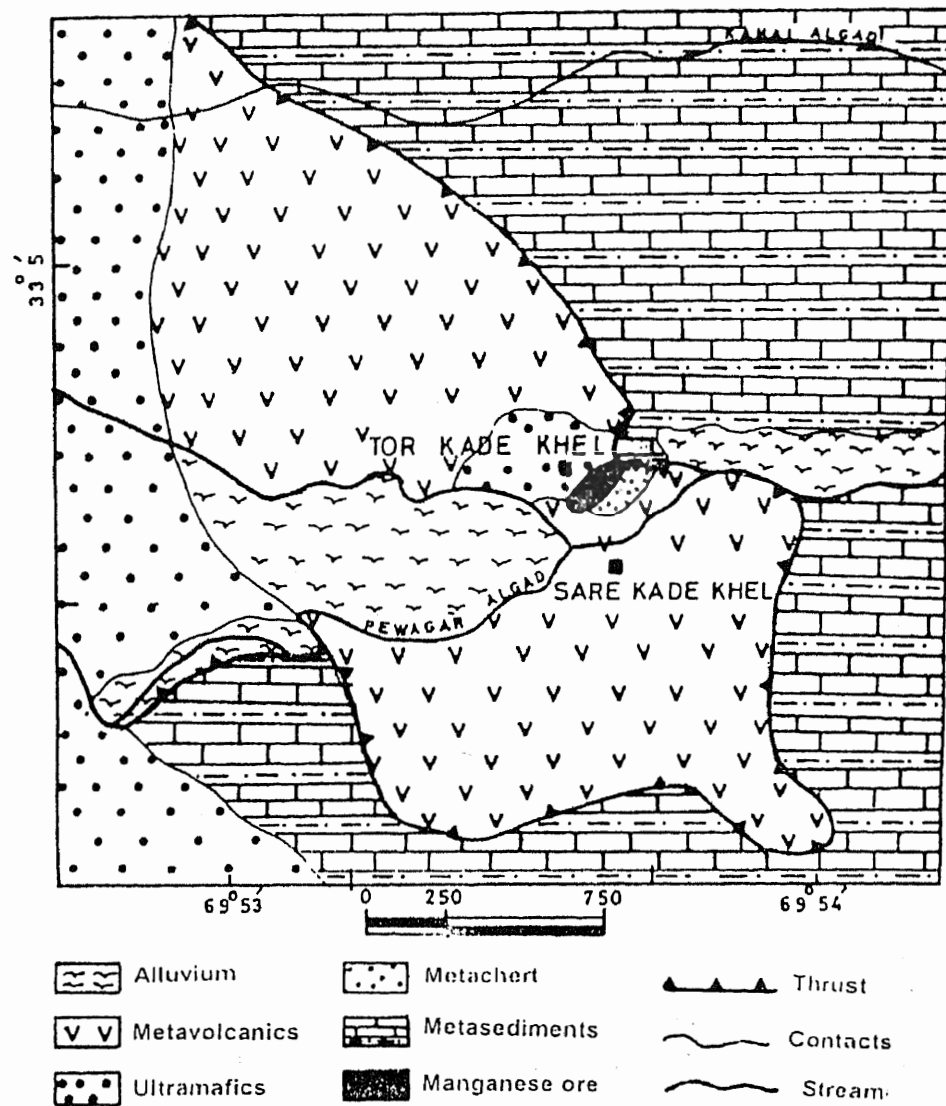 KAHAI ALGAD
33° 5′
TOR KADE KHEL
SARE KADE KHEL
PEWAGAR ALGAD
69° 53′
0 250 750
69° 54′
Alluvium
Metachert
Thrust
Metavolcanics
Metasediments
Contacts
Ultramafics
Manganese ore
Stream